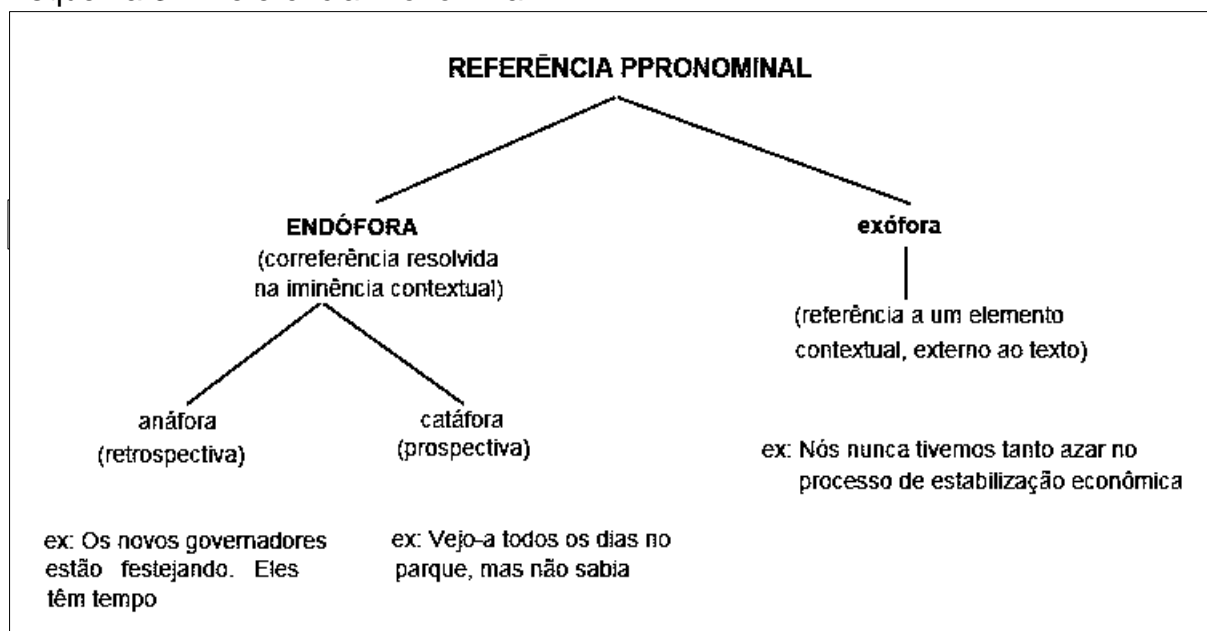 REFERÊNCIA PPRONOMINAL
ENDÓFORA
(correferência resolvida
na iminência contextual)
exófora
(referência a um elemento
contextual, externo ao texto)
anáfora
(retrospectiva)
catáfora
(prospectiva)
ex: Nós nunca tivemos tanto azar no
processo de estabilização econômica
ex: Os novos governadores
estão festejando. Eles
têm tempo
ex: Vejo-a todos os dias no
parque, mas não sabia